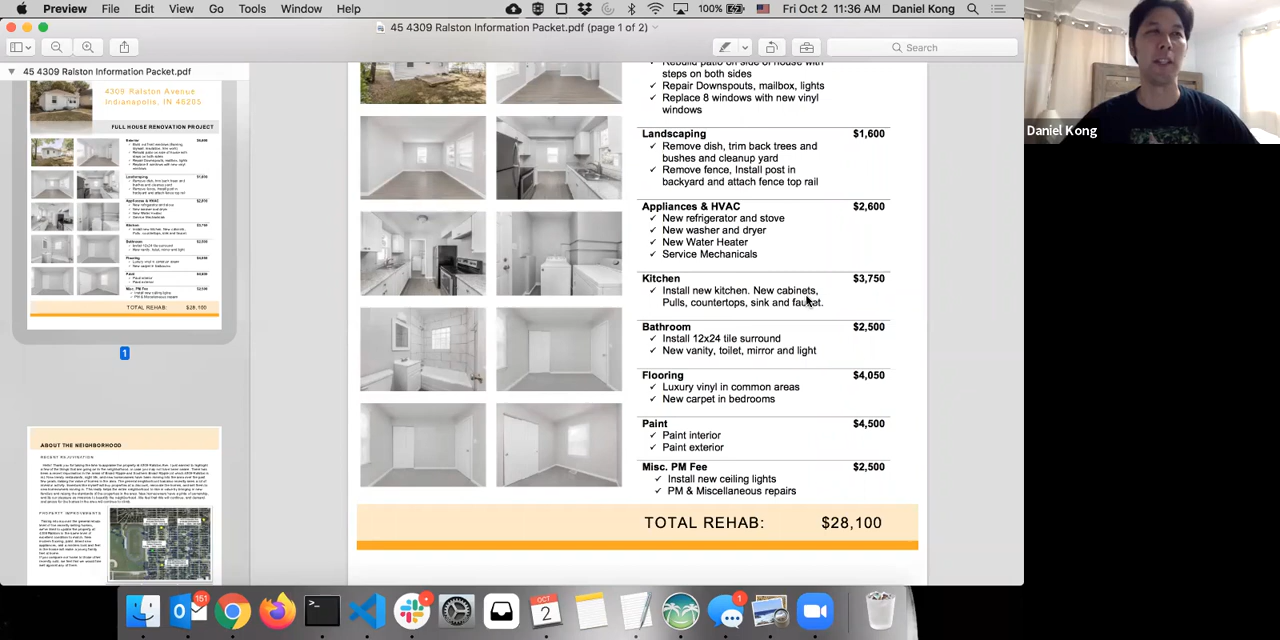 Preview File Edit View Go Tools Window Help 100% Fri Oct 2 11:36 AM Daniel Kong
45 4309 Ralston Information Packet.pdf (page 1 of 2)
Search
45 4309 Ralston Information Packet.pdf
4309 Ralston Avenue
Indianapolis, IN 46205
FULL HOUSE RENOVATION PROJECT
TOTAL REHAB: $28,100
1
ABOUT THE NEIGHBORHOOD
RECENT REJUVINATION
PROPERTY IMPROVEMENTS
Rebuild patio on side of house with
steps on both sides
✓ Repair Downspouts, mailbox, lights
✓ Replace 8 windows with new vinyl
windows
Landscaping $1,600
✓ Remove dish, trim back trees and
bushes and cleanup yard
✓ Remove fence, Install post in
backyard and attach fence top rail
Appliances & HVAC $2,600
✓ New refrigerator and stove
✓ New washer and dryer
✓ New Water Heater
✓ Service Mechanicals
Kitchen $3,750
✓ Install new kitchen. New cabinets,
Pulls, countertops, sink and faucet.
Bathroom $2,500
✓ Install 12x24 tile surround
✓ New vanity, toilet, mirror and light
Flooring $4,050
✓ Luxury vinyl in common areas
✓ New carpet in bedrooms
Paint $4,500
✓ Paint interior
✓ Paint exterior
Misc. PM Fee $2,500
✓ Install new ceiling lights
✓ PM & Miscellaneous repairs
TOTAL REHAB: $28,100
Daniel Kong
151
OCT
2
1